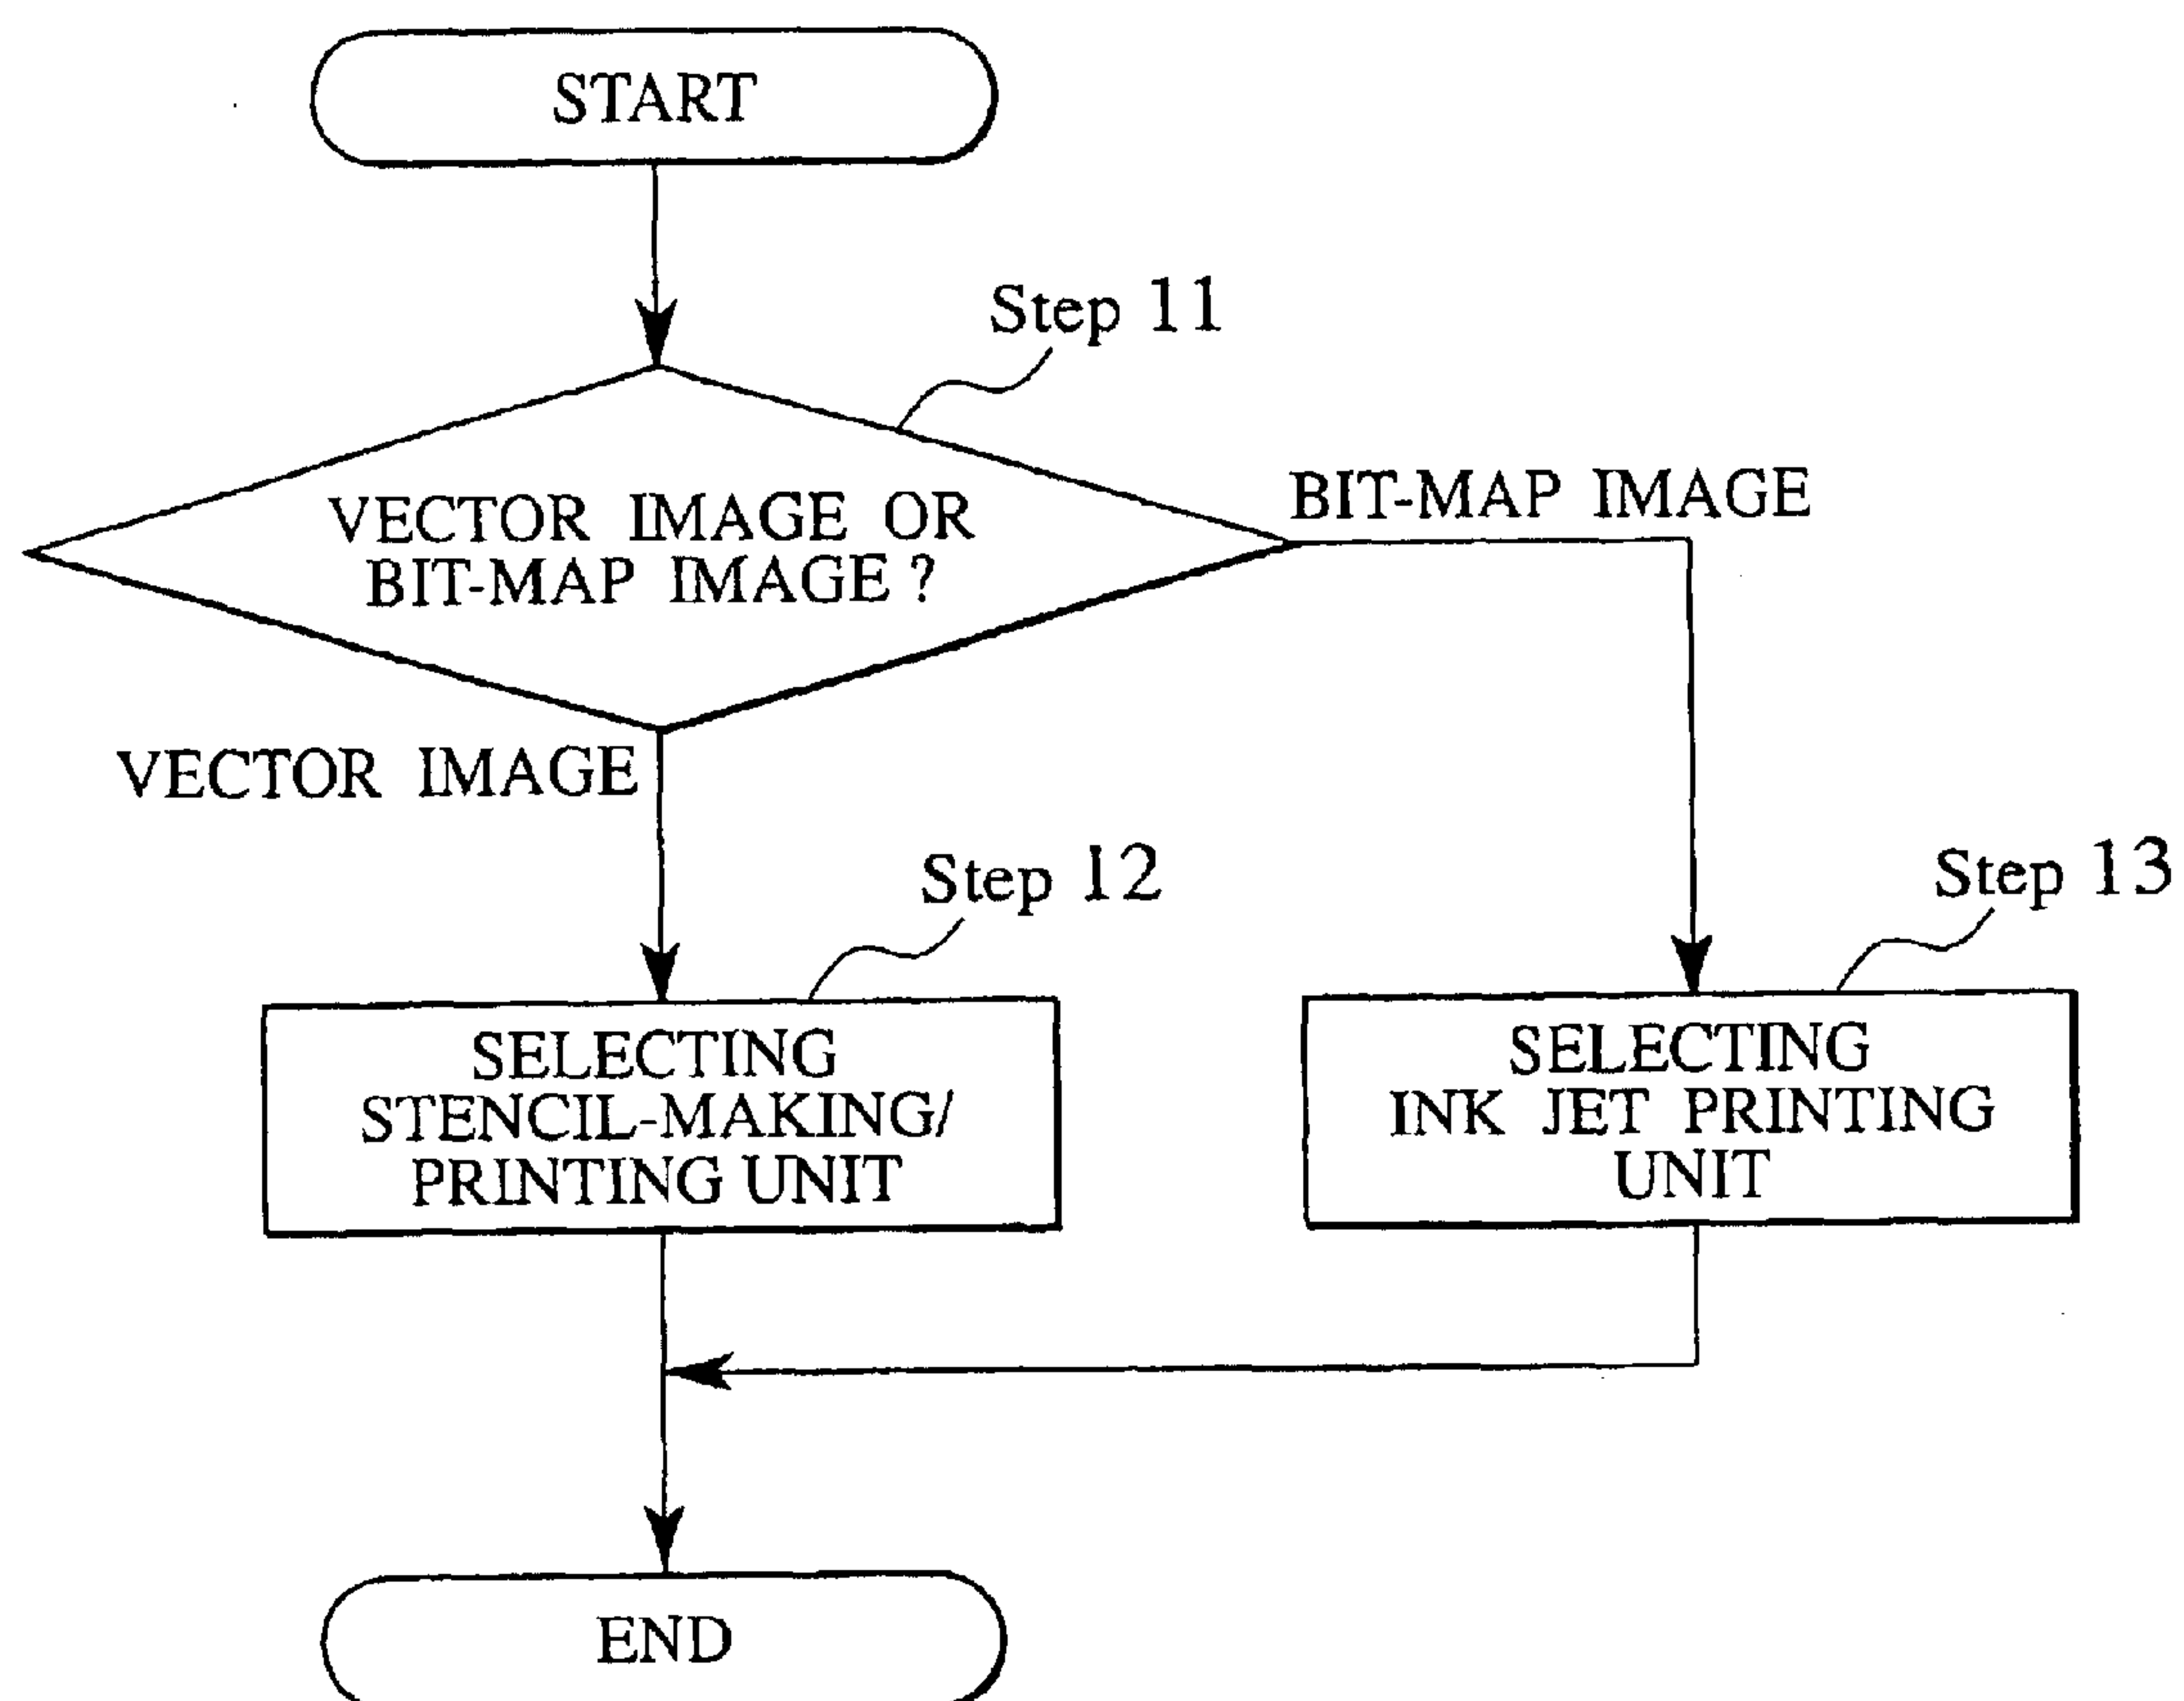 START
Step 11
VECTOR IMAGE OR
BIT-MAP IMAGE ?
BIT-MAP IMAGE
VECTOR IMAGE
Step 12
Step 13
SELECTING
STENCIL-MAKING/
PRINTING UNIT
SELECTING
INK JET PRINTING
UNIT
END